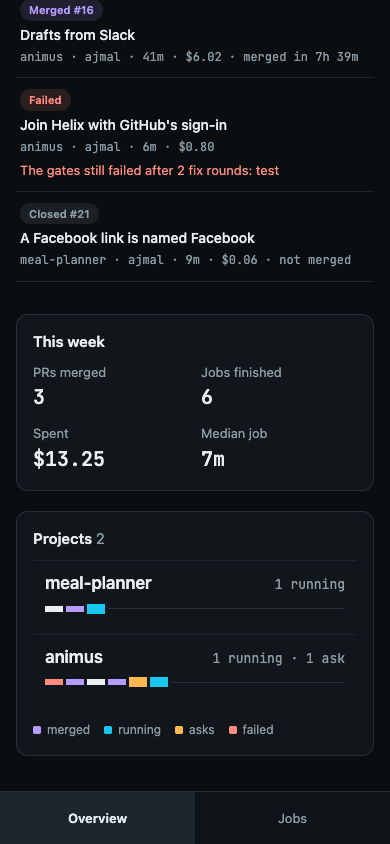 Merged #16
Drafts from Slack
animus · ajmal · 41m · $6.02 · merged in 7h 39m
Failed
Join Helix with GitHub's sign-in
animus · ajmal · 6m · $0.80
The gates still failed after 2 fix rounds: test
Closed #21
A Facebook link is named Facebook
meal-planner · ajmal · 9m · $0.06 · not merged
This week
PRs merged Jobs finished
3 6
Spent Median job
$13.25 7m
Projects 2
meal-planner 1 running
animus 1 running · 1 ask
merged running asks failed
Overview Jobs